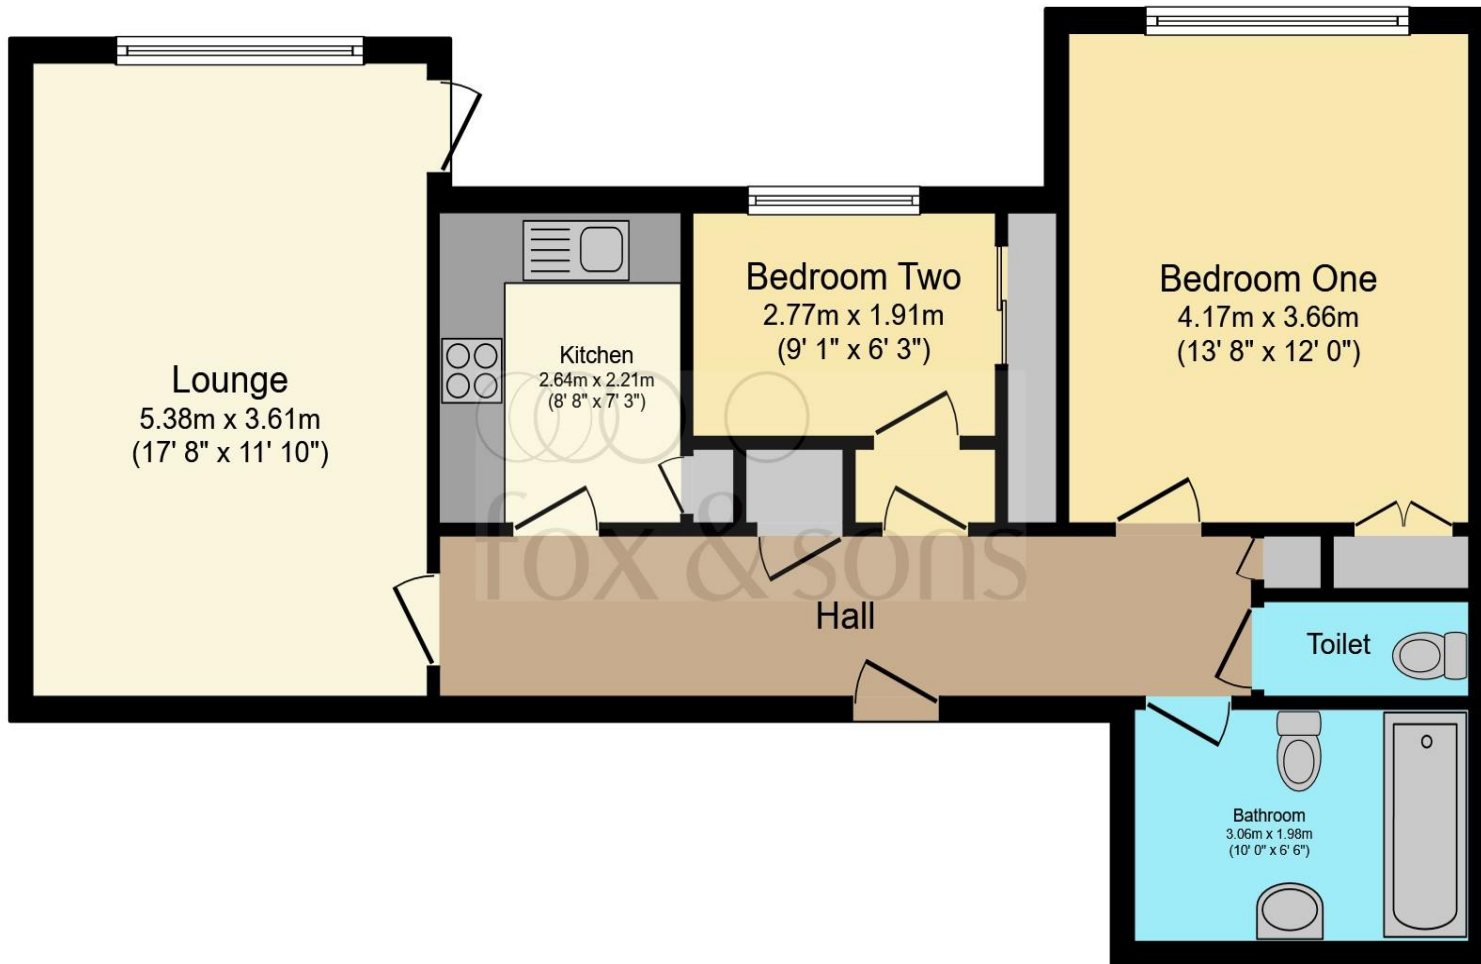 Lounge
5.38m x 3.61m
(17' 8" x 11' 10")
Kitchen
2.64m x 2.21m
(8' 8" x 7' 3")
Bedroom Two
2.77m x 1.91m
(9' 1" x 6' 3")
Bedroom One
4.17m x 3.66m
(13' 8" x 12' 0")
fox & sons
Hall
Toilet
Bathroom
3.06m x 1.98m
(10' 0" x 6' 6")